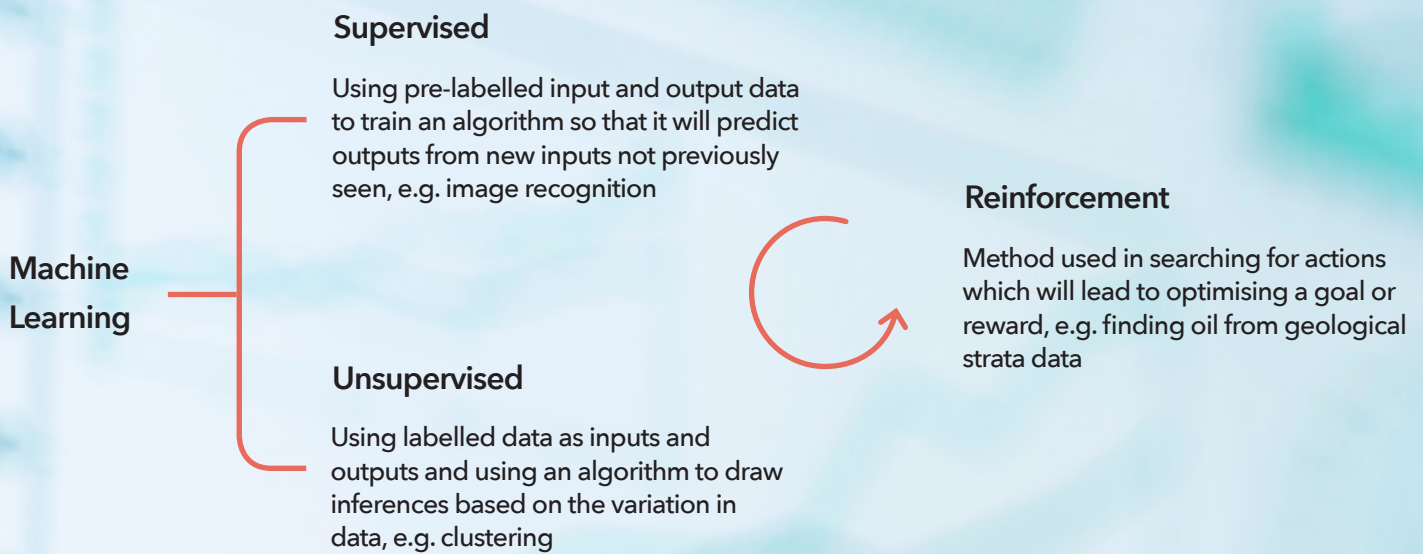 Machine
Learning
Supervised
Using pre-labelled input and output data
to train an algorithm so that it will predict
outputs from new inputs not previously
seen, e.g. image recognition
Unsupervised
Using labelled data as inputs and
outputs and using an algorithm to draw
inferences based on the variation in
data, e.g. clustering
Reinforcement
Method used in searching for actions
which will lead to optimising a goal or
reward, e.g. finding oil from geological
strata data